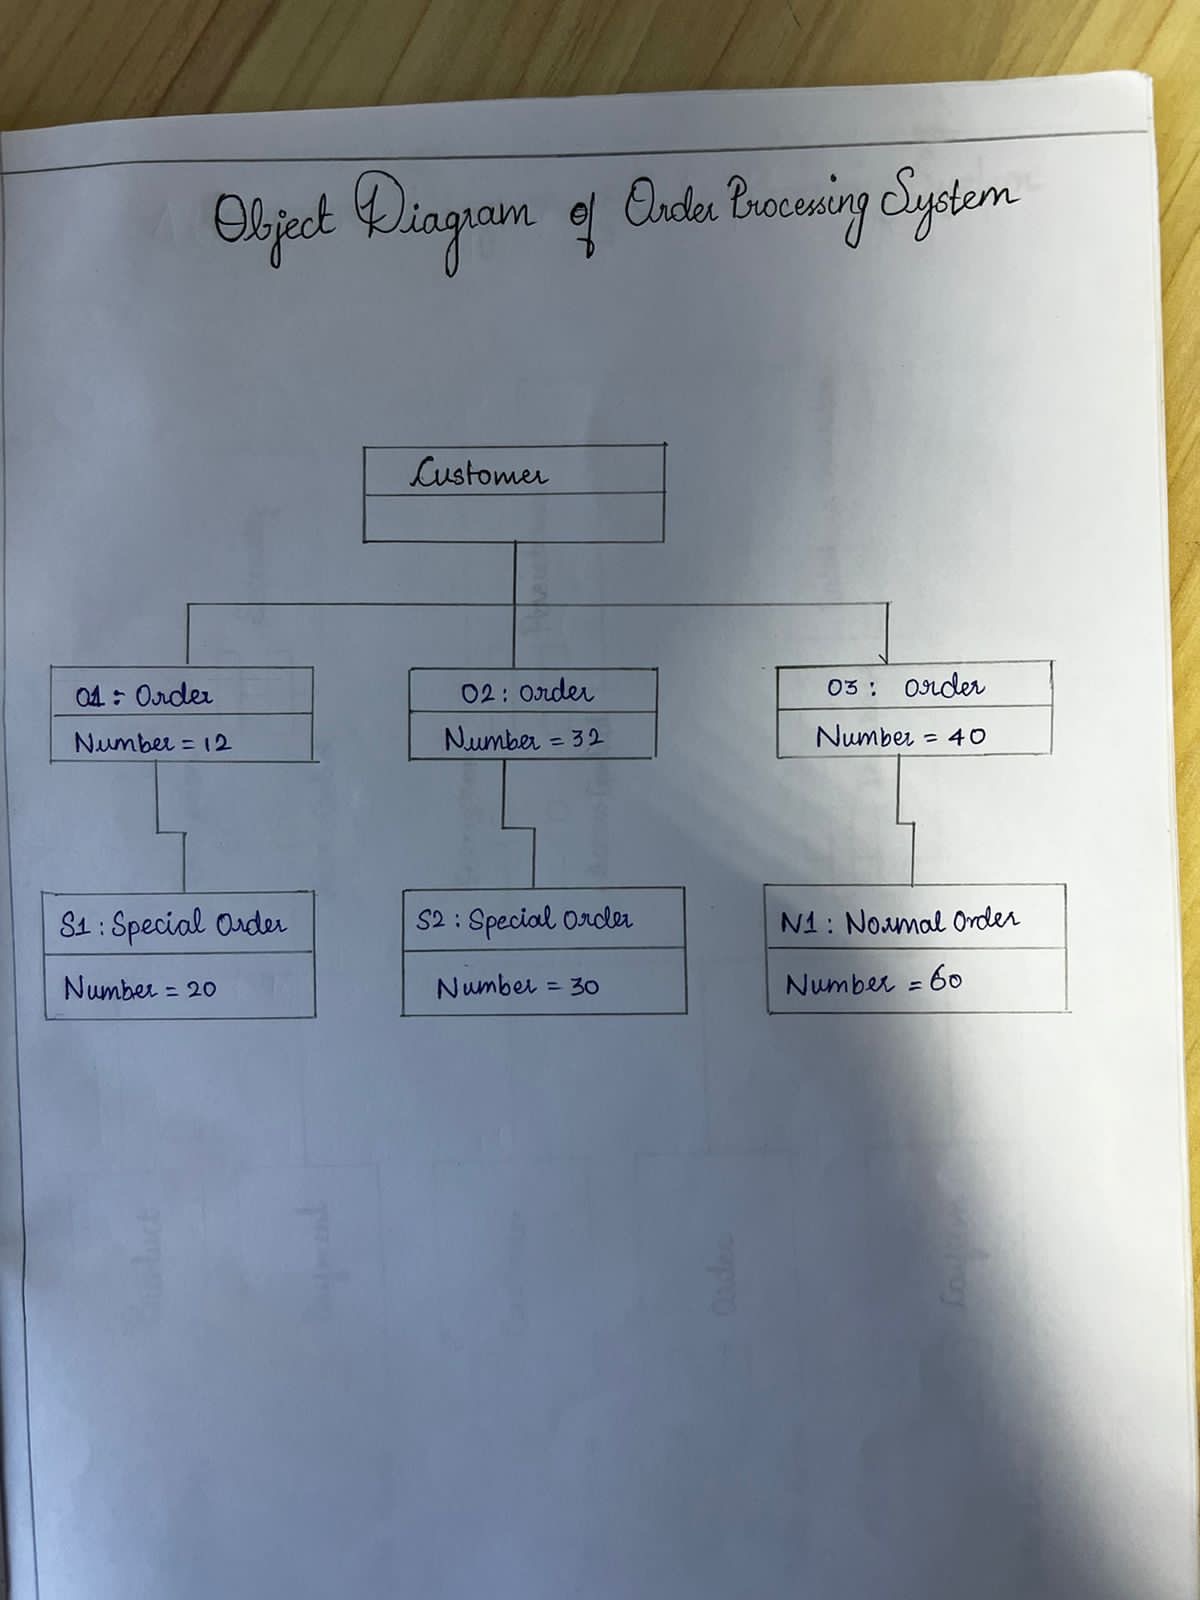 Object Diagram of Order Processing System
Customer
O1: Order
Number = 12
O2: Order
Number = 32
O3: Order
Number = 40
S1: Special Order
Number = 20
S2: Special Order
Number = 30
N1: Normal Order
Number = 60
Order